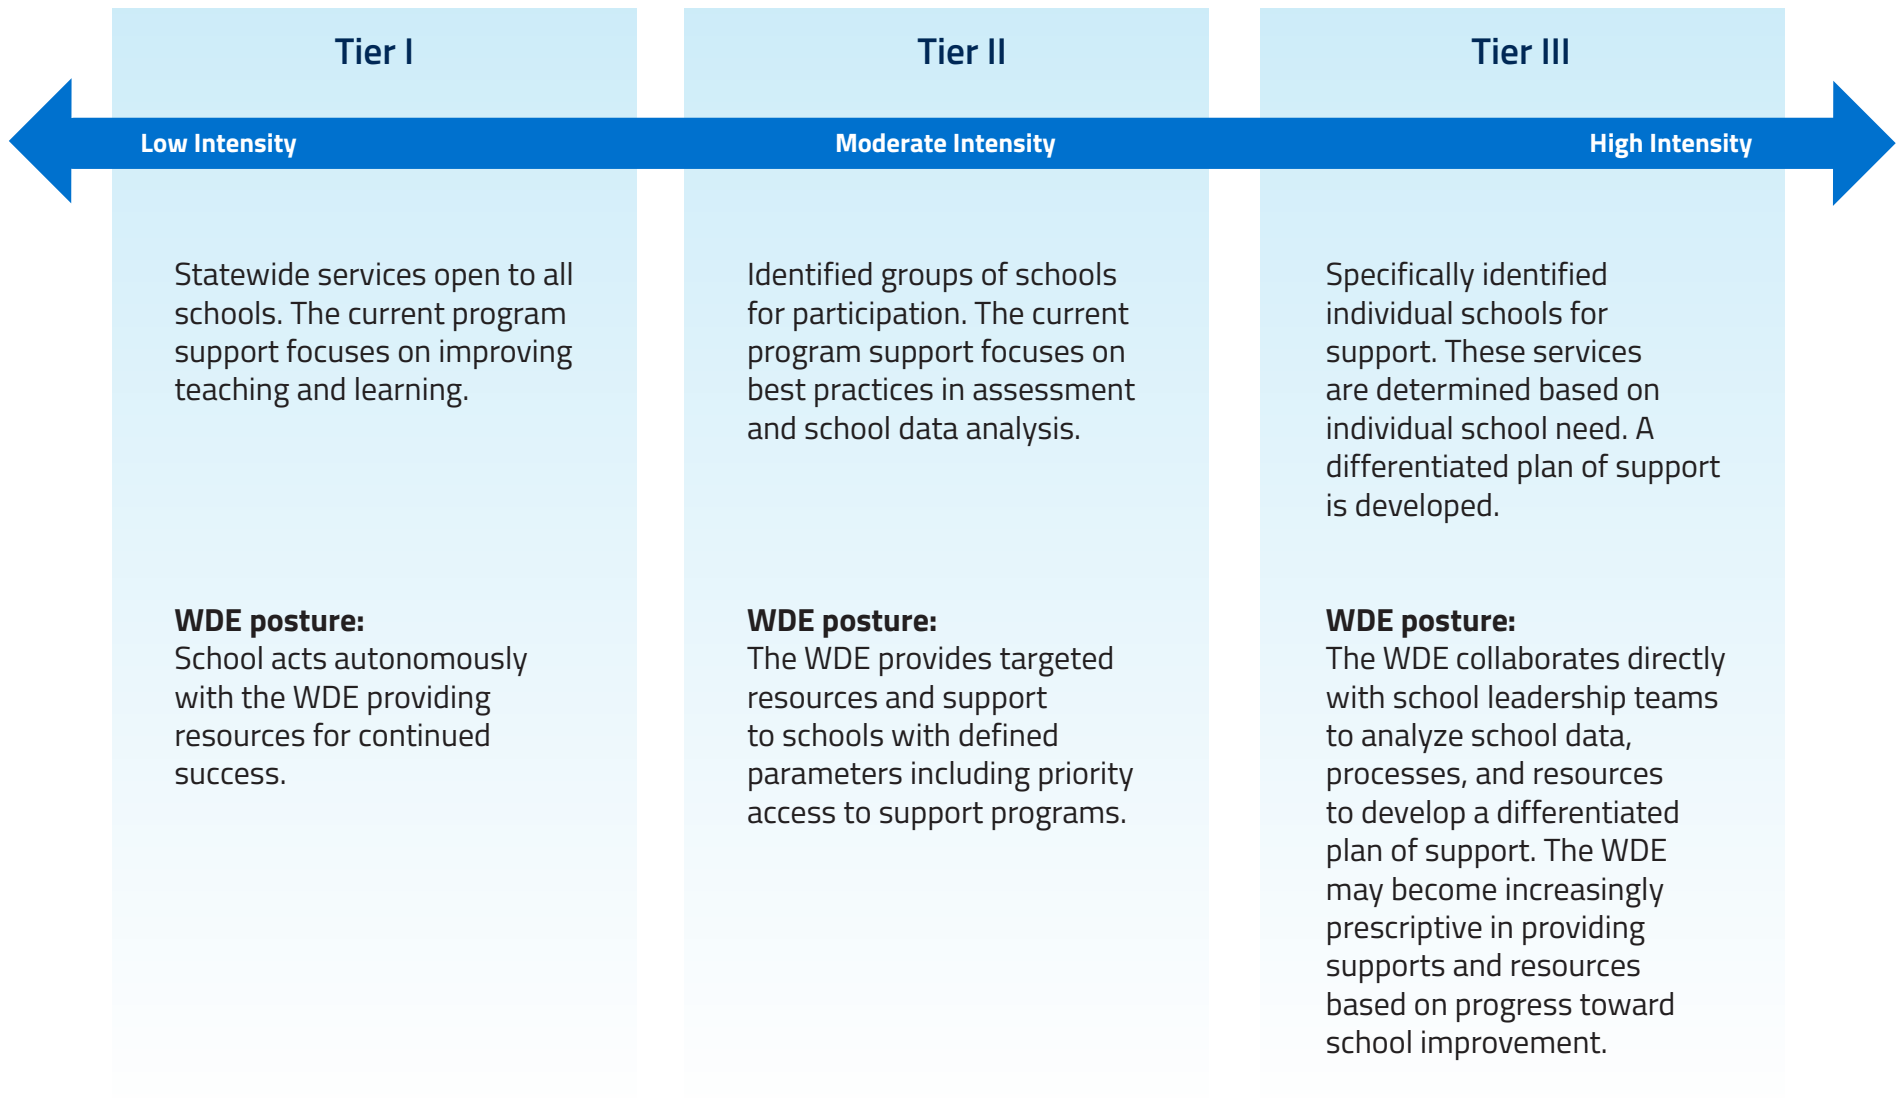 Tier I
Tier II
Tier III
Low Intensity
Moderate Intensity
High Intensity
Statewide services open to all
schools. The current program
support focuses on improving
teaching and learning.
WDE posture:
School acts autonomously
with the WDE providing
resources for continued
success.
Identified groups of schools
for participation. The current
program support focuses on
best practices in assessment
and school data analysis.
WDE posture:
The WDE provides targeted
resources and support
to schools with defined
parameters including priority
access to support programs.
Specifically identified
individual schools for
support. These services
are determined based on
individual school need. A
differentiated plan of support
is developed.
WDE posture:
The WDE collaborates directly
with school leadership teams
to analyze school data,
processes, and resources
to develop a differentiated
plan of support. The WDE
may become increasingly
prescriptive in providing
supports and resources
based on progress toward
school improvement.